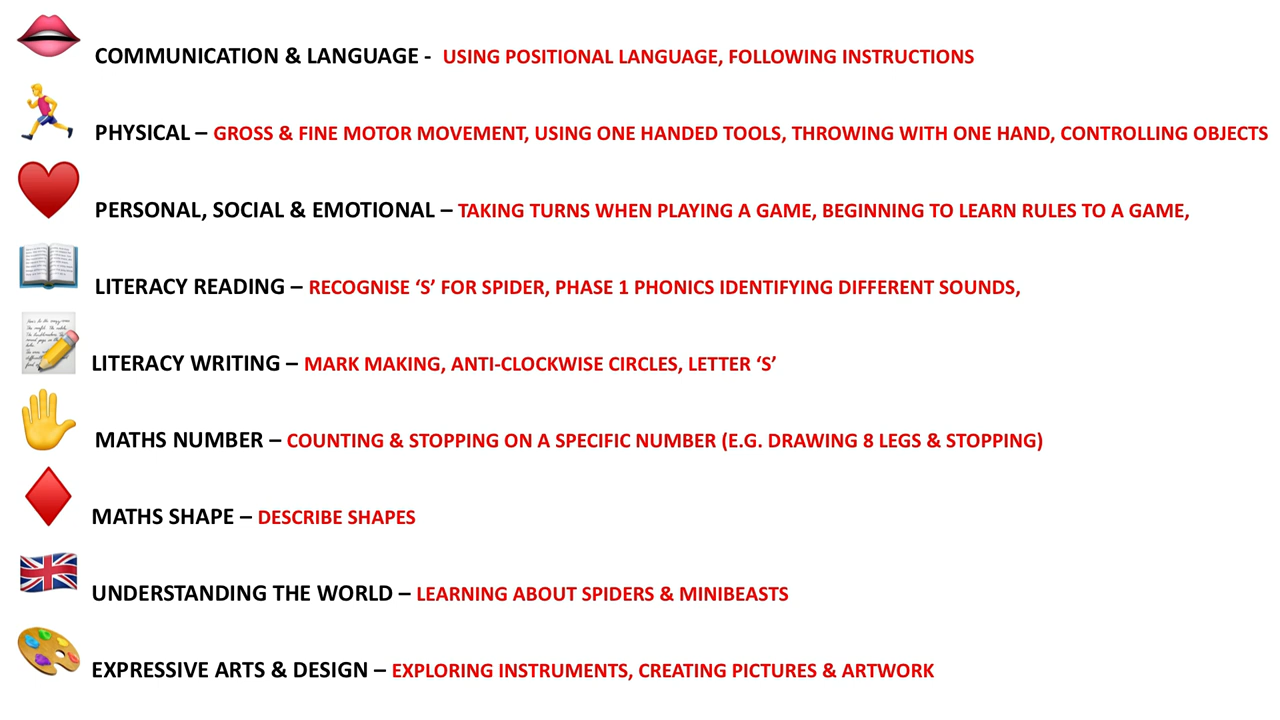 COMMUNICATION & LANGUAGE - USING POSITIONAL LANGUAGE, FOLLOWING INSTRUCTIONS
PHYSICAL – GROSS & FINE MOTOR MOVEMENT, USING ONE HANDED TOOLS, THROWING WITH ONE HAND, CONTROLLING OBJECTS
PERSONAL, SOCIAL & EMOTIONAL – TAKING TURNS WHEN PLAYING A GAME, BEGINNING TO LEARN RULES TO A GAME,
LITERACY READING – RECOGNISE ‘S’ FOR SPIDER, PHASE 1 PHONICS IDENTIFYING DIFFERENT SOUNDS,
LITERACY WRITING – MARK MAKING, ANTI-CLOCKWISE CIRCLES, LETTER ‘S’
MATHS NUMBER – COUNTING & STOPPING ON A SPECIFIC NUMBER (E.G. DRAWING 8 LEGS & STOPPING)
MATHS SHAPE – DESCRIBE SHAPES
UNDERSTANDING THE WORLD – LEARNING ABOUT SPIDERS & MINIBEASTS
EXPRESSIVE ARTS & DESIGN – EXPLORING INSTRUMENTS, CREATING PICTURES & ARTWORK